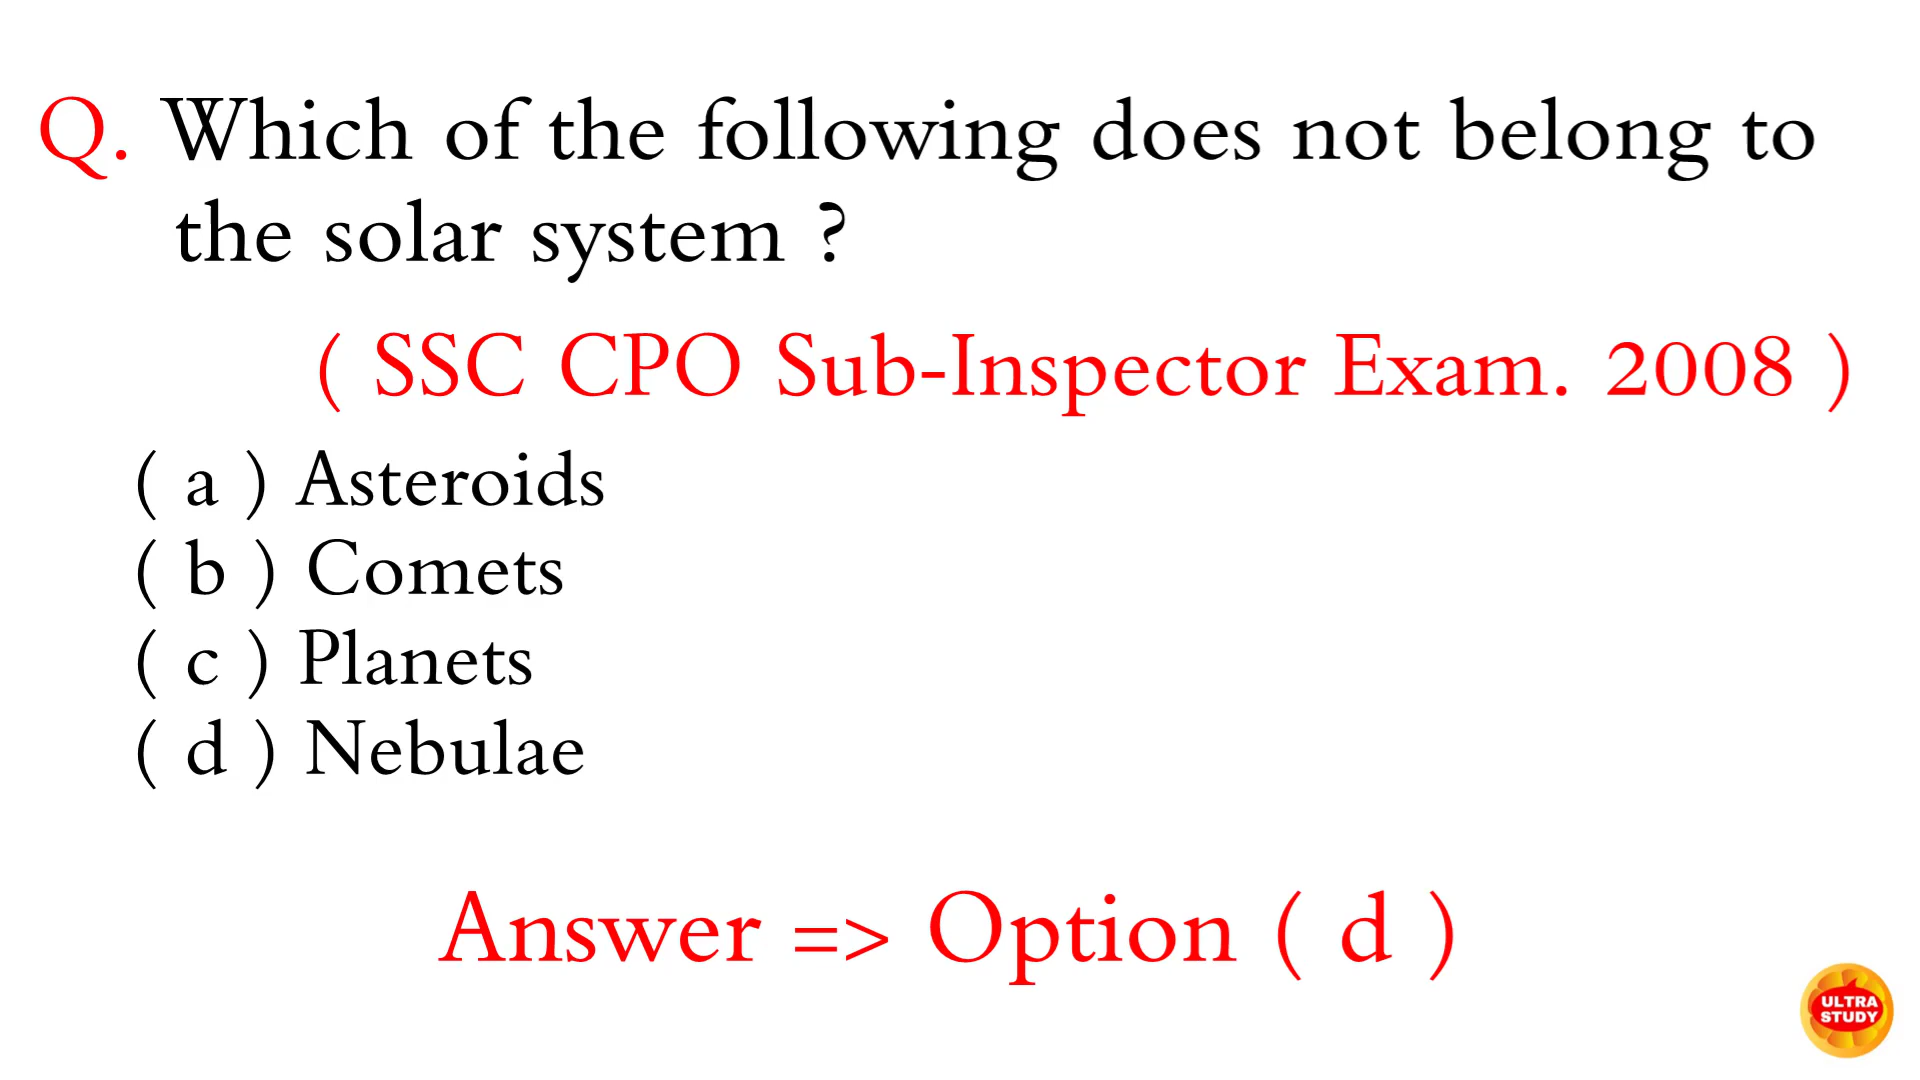 Q. Which of the following does not belong to
the solar system ?
( SSC CPO Sub-Inspector Exam. 2008 )
( a ) Asteroids
( b ) Comets
( c ) Planets
( d ) Nebulae
Answer => Option ( d )
ULTRA
STUDY